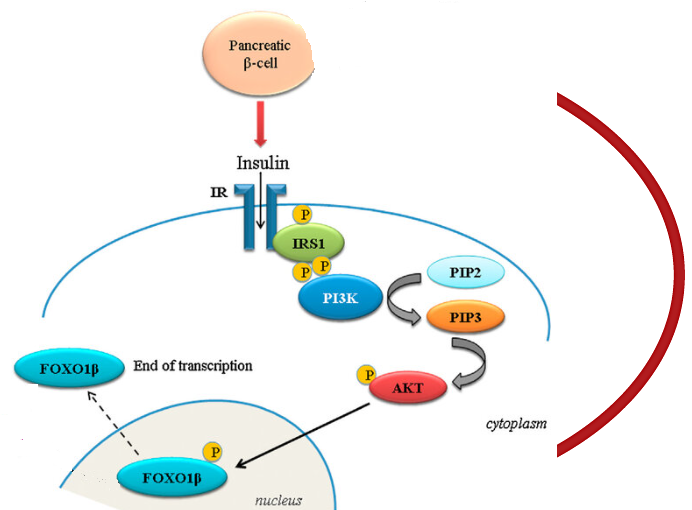 Pancreatic
β-cell
Insulin
IR
P
IRS1
P
P
PI3K
PIP2
PIP3
P
AKT
FOXO1β
End of transcription
cytoplasm
P
FOXO1β
nucleus